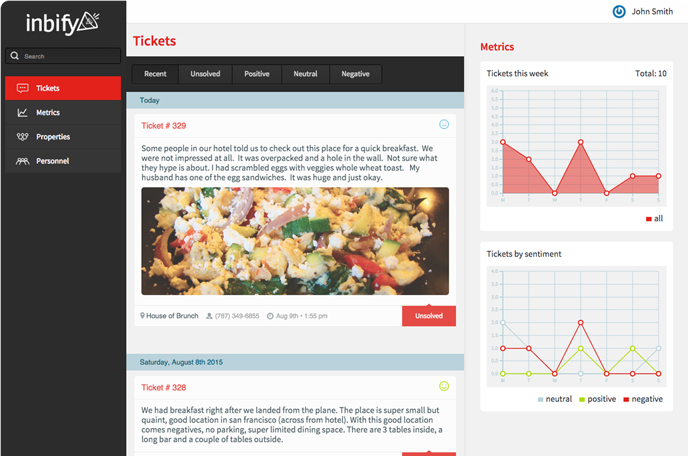 inbify
John Smith
Search
Tickets
Metrics
Properties
Personnel
Tickets
Recent
Unsolved
Positive
Neutral
Negative
Today
Ticket # 329
Some people in our hotel told us to check out this place for a quick breakfast. We
were not impressed at all. It was overpacked and a hole in the wall. Not sure what
they hype is about. I had scrambled eggs with veggies whole wheat toast. My
husband has one of the egg sandwiches. It was huge and just okay.
House of Brunch
(787) 349-6855
Aug 9th • 1:55 pm
Unsolved
Saturday, August 8th 2015
Ticket # 328
We had breakfast right after we landed from the plane. The place is super small but
quaint, good location in san francisco (across from hotel). With this good location
comes negatives, no parking, super limited dining space. There are 3 tables inside, a
long bar and a couple of tables outside.
Metrics
Tickets this week
Total: 10
6.0
5.5
5.0
4.5
4.0
3.5
3.0
2.5
2.0
1.5
1.0
0.5
0.0
W
T
F
T
F
S
S
all
Tickets by sentiment
4.0
3.5
3.0
2.5
2.0
1.5
1.0
0.5
0.0
W
T
F
T
F
S
S
neutral
positive
negative